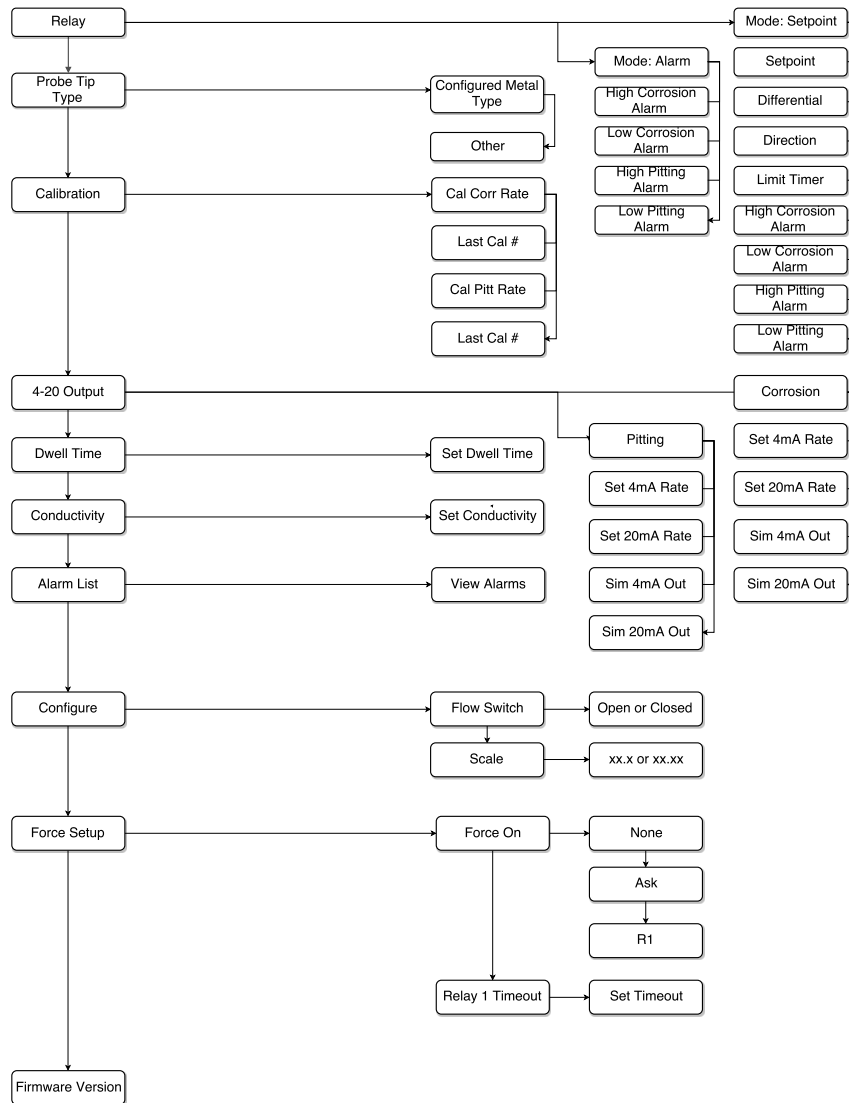 Relay
Mode: Setpoint
Mode: Alarm
Setpoint
Probe Tip
Type
Configured Metal
Type
High Corrosion
Alarm
Differential
Other
Low Corrosion
Alarm
Direction
Calibration
Cal Corr Rate
High Pitting
Alarm
Limit Timer
Low Pitting
Alarm
High Corrosion
Alarm
Last Cal #
Low Corrosion
Alarm
Cal Pitt Rate
High Pitting
Alarm
Last Cal #
Low Pitting
Alarm
4-20 Output
Corrosion
Pitting
Set 4mA Rate
Dwell Time
Set Dwell Time
Set 4mA Rate
Set 20mA Rate
Conductivity
Set Conductivity
Set 20mA Rate
Sim 4mA Out
Alarm List
View Alarms
Sim 4mA Out
Sim 20mA Out
Sim 20mA Out
Configure
Flow Switch
Open or Closed
Scale
xx.x or xx.xx
Force Setup
Force On
None
Ask
R1
Relay 1 Timeout
Set Timeout
Firmware Version